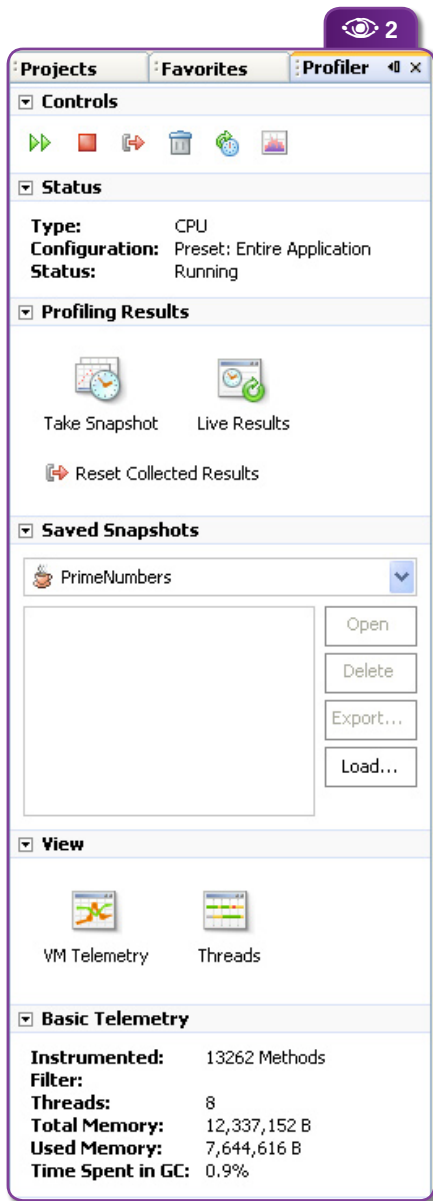 2
Projects Favorites Profiler
Controls
Status
Type: CPU
Configuration: Preset: Entire Application
Status: Running
Profiling Results
Take Snapshot Live Results
Reset Collected Results
Saved Snapshots
PrimeNumbers
Open
Delete
Export...
Load...
View
VM Telemetry Threads
Basic Telemetry
Instrumented: 13262 Methods
Filter:
Threads: 8
Total Memory: 12,337,152 B
Used Memory: 7,644,616 B
Time Spent in GC: 0.9%